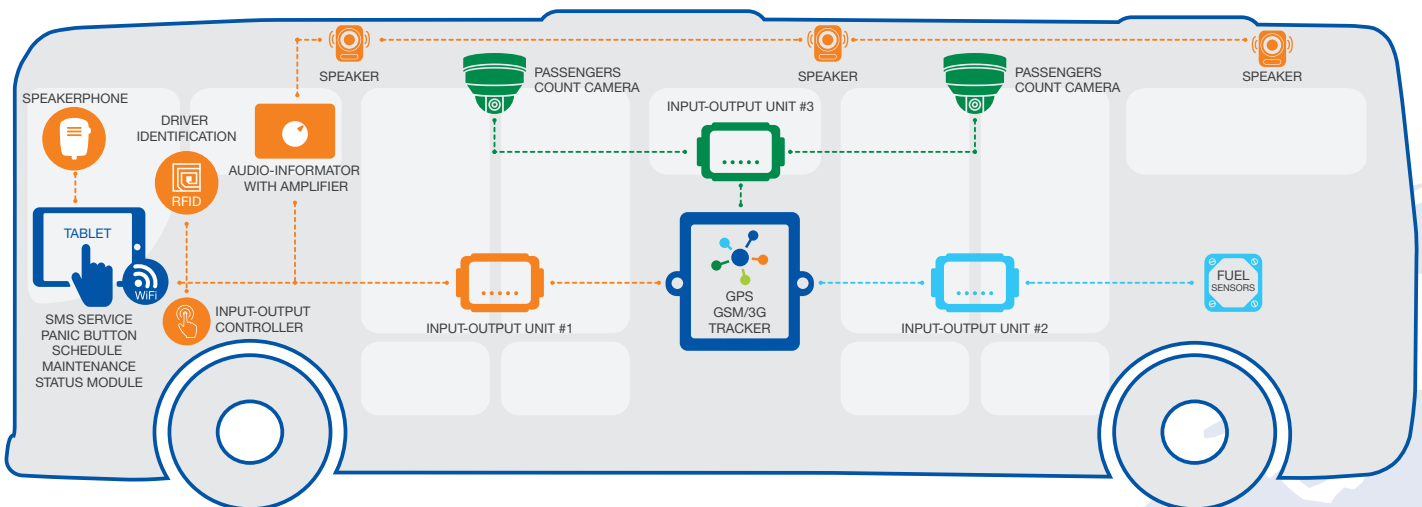 SPEAKER
SPEAKER
SPEAKER
PASSENGERS
COUNT CAMERA
PASSENGERS
COUNT CAMERA
SPEAKERPHONE
DRIVER
IDENTIFICATION
RFID
AUDIO-INFORMATOR
WITH AMPLIFIER
INPUT-OUTPUT UNIT #3
TABLET
WiFi
SMS SERVICE
PANIC BUTTON
SCHEDULE
MAINTENANCE
STATUS MODULE
INPUT-OUTPUT
CONTROLLER
INPUT-OUTPUT UNIT #1
GPS
GSM/3G
TRACKER
INPUT-OUTPUT UNIT #2
FUEL
SENSORS